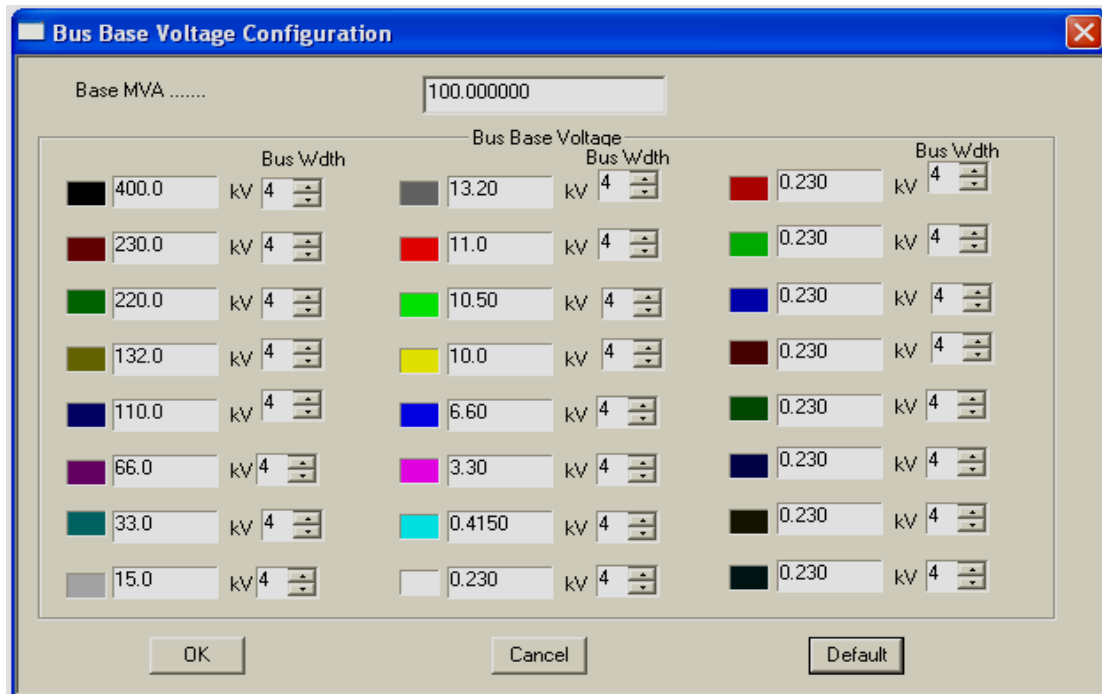 Bus Base Voltage Configuration
Base MVA ....... 100.000000
Bus Base Voltage
Bus Wdth Bus Wdth Bus Wdth
400.0 kV 4 13.20 kV 4 0.230 kV 4
230.0 kV 4 11.0 kV 4 0.230 kV 4
220.0 kV 4 10.50 kV 4 0.230 kV 4
132.0 kV 4 10.0 kV 4 0.230 kV 4
110.0 kV 4 6.60 kV 4 0.230 kV 4
66.0 kV 4 3.30 kV 4 0.230 kV 4
33.0 kV 4 0.4150 kV 4 0.230 kV 4
15.0 kV 4 0.230 kV 4 0.230 kV 4
OK Cancel Default